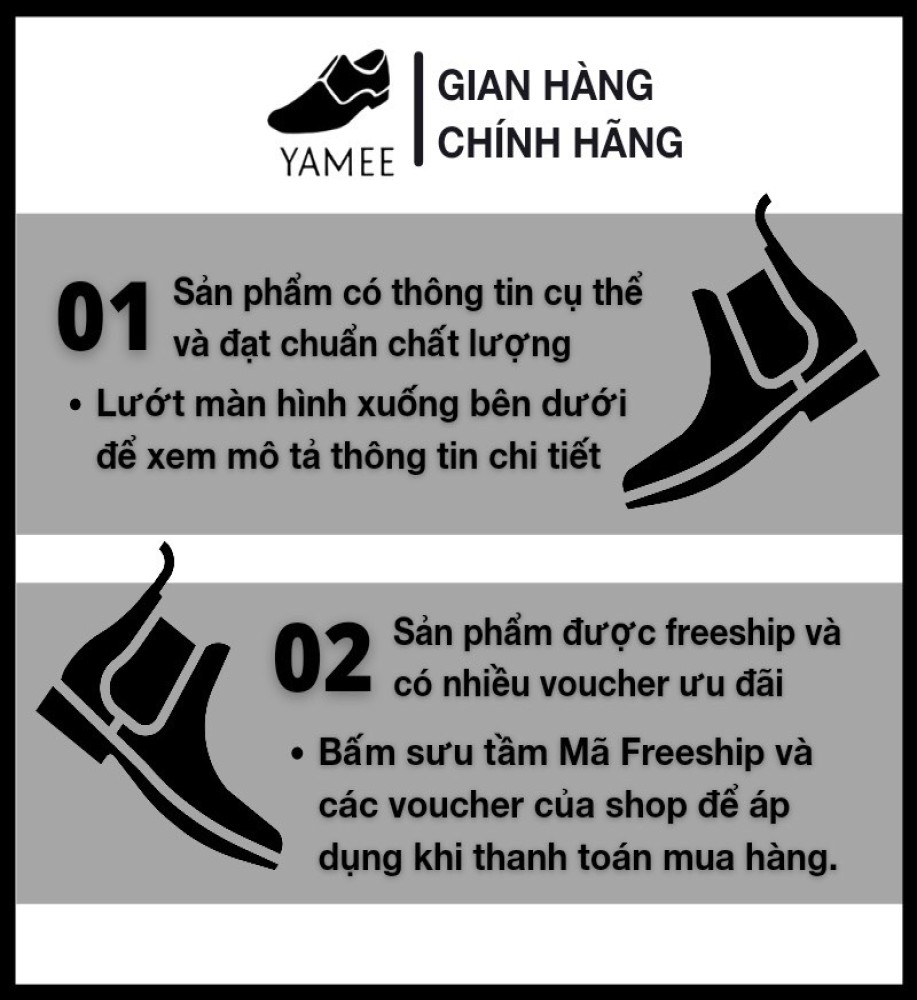 YAMEE
GIAN HÀNG
CHÍNH HÃNG
01
Sản phẩm có thông tin cụ thể
và đạt chuẩn chất lượng
• Lướt màn hình xuống bên dưới
để xem mô tả thông tin chi tiết
02
Sản phẩm được freeship và
có nhiều voucher ưu đãi
• Bấm sưu tầm Mã Freeship và
các voucher của shop để áp
dụng khi thanh toán mua hàng.